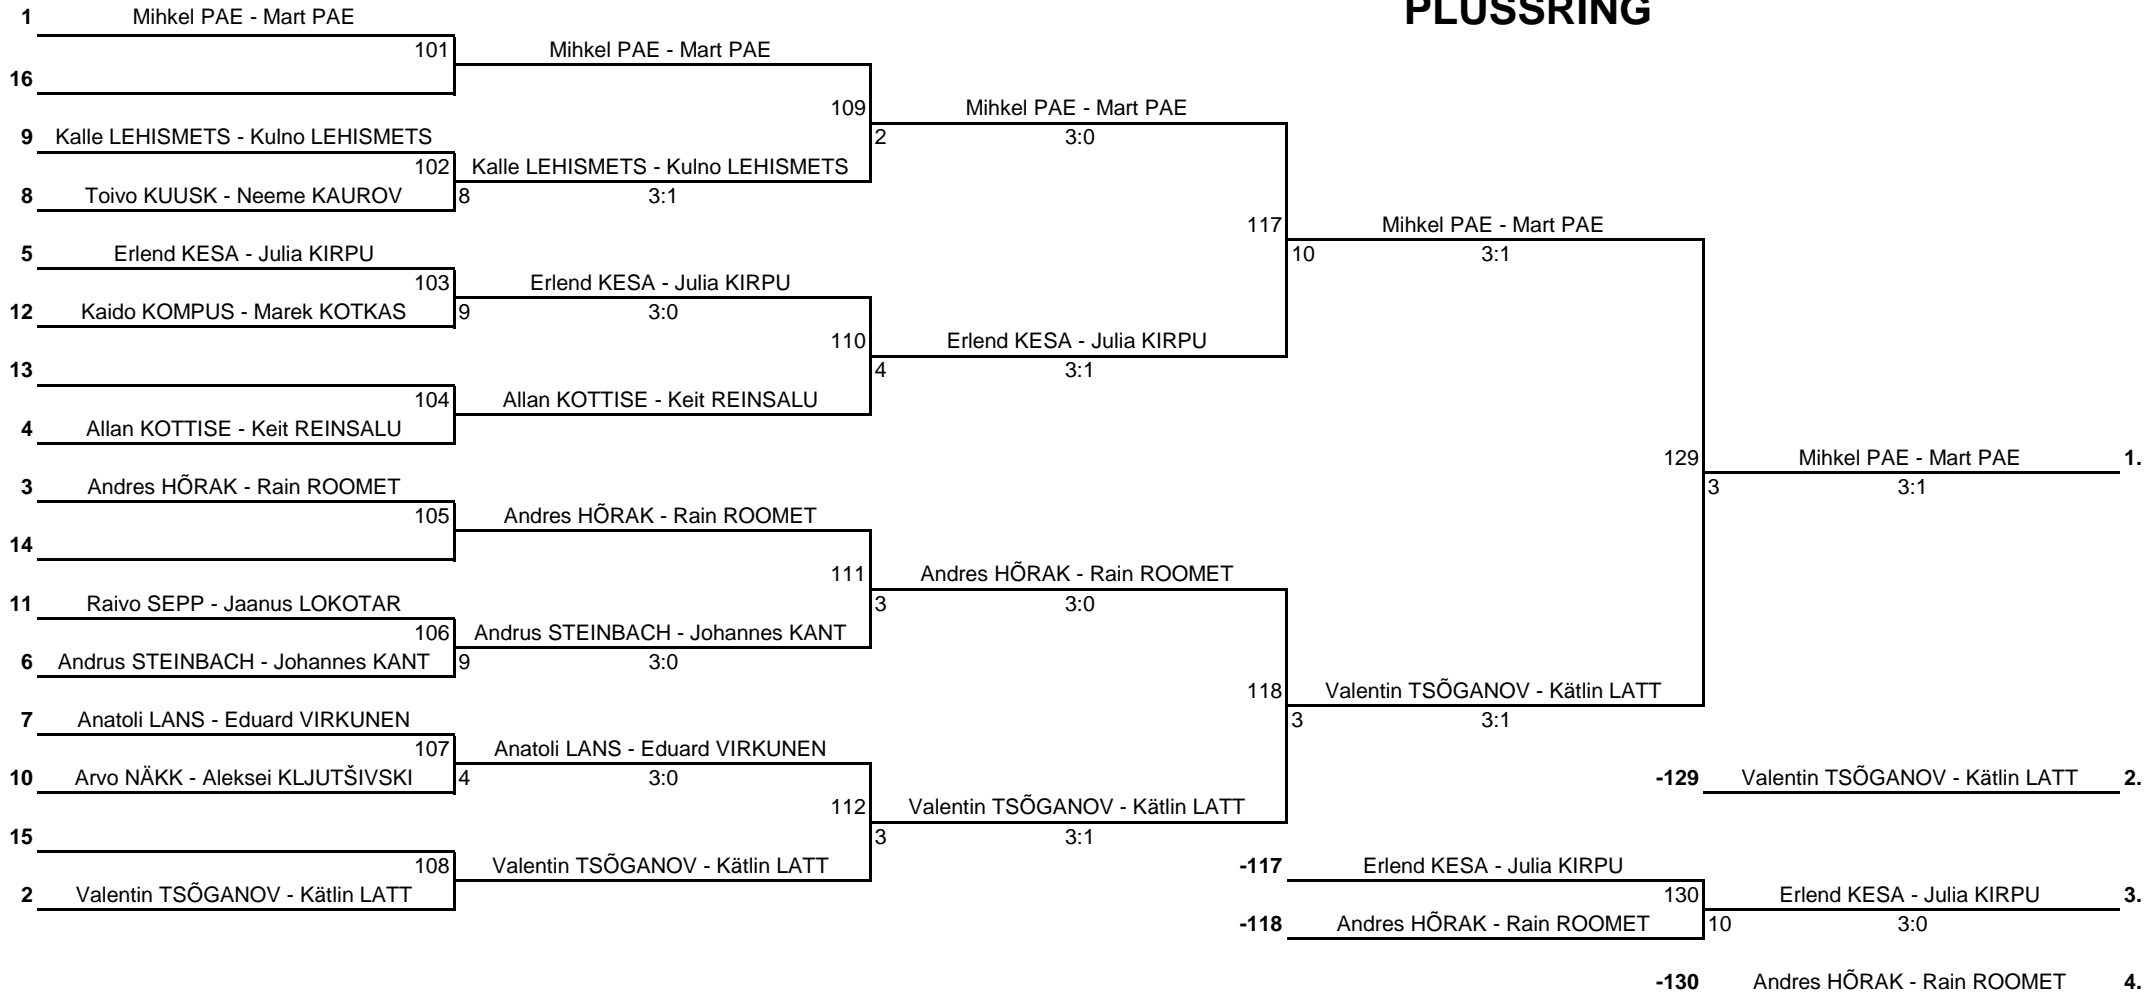 PLUSSRING
1 Mihkel PAE - Mart PAE
101 Mihkel PAE - Mart PAE
16
109 Mihkel PAE - Mart PAE
9 Kalle LEHISMETS - Kulno LEHISMETS
2 3:0
102 Kalle LEHISMETS - Kulno LEHISMETS
8 Toivo KUUSK - Neeme KAUROV
8 3:1
117 Mihkel PAE - Mart PAE
5 Erlend KESA - Julia KIRPU
10 3:1
103 Erlend KESA - Julia KIRPU
12 Kaido KOMPUS - Marek KOTKAS
9 3:0
110 Erlend KESA - Julia KIRPU
13
4 3:1
104 Allan KOTTISE - Keit REINSALU
4 Allan KOTTISE - Keit REINSALU
129 Mihkel PAE - Mart PAE 1.
3 Andres HÕRAK - Rain ROOMET
3 3:1
105 Andres HÕRAK - Rain ROOMET
14
111 Andres HÕRAK - Rain ROOMET
11 Raivo SEPP - Jaanus LOKOTAR
3 3:0
106 Andrus STEINBACH - Johannes KANT
6 Andrus STEINBACH - Johannes KANT
9 3:0
118 Valentin TSÕGANOV - Kätlin LATT
7 Anatoli LANS - Eduard VIRKUNEN
3 3:1
107 Anatoli LANS - Eduard VIRKUNEN
10 Arvo NÄKK - Aleksei KLJUTŠIVSKI
4 3:0
-129 Valentin TSÕGANOV - Kätlin LATT 2.
112 Valentin TSÕGANOV - Kätlin LATT
15
3 3:1
108 Valentin TSÕGANOV - Kätlin LATT
-117 Erlend KESA - Julia KIRPU
2 Valentin TSÕGANOV - Kätlin LATT
130 Erlend KESA - Julia KIRPU 3.
-118 Andres HÕRAK - Rain ROOMET
10 3:0
-130 Andres HÕRAK - Rain ROOMET 4.